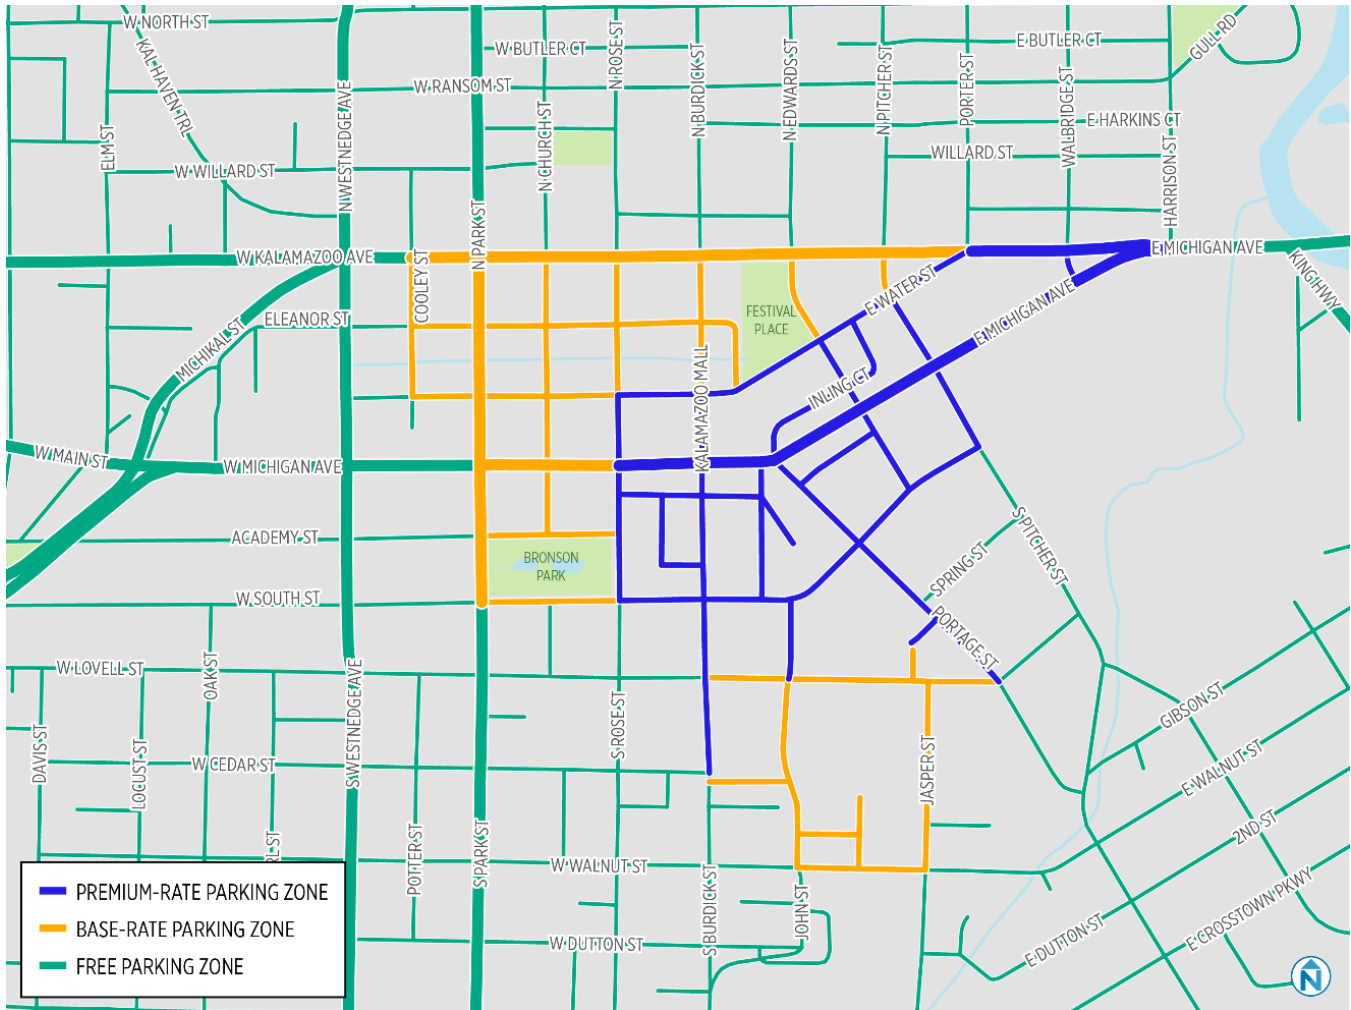 W NORTH ST
KAL-HAVEN TRL
W BUTLER CT
N ROSE ST
N BURDICK ST
N EDWARDS ST
N PITCHER ST
PORTER ST
E BUTLER CT
WALBRIDGE ST
GULL RD
W RANSOM ST
N WESTNEDGE AVE
ELM ST
N CHURCH ST
E HARKINS CT
WILLARD ST
HARRISON ST
W WILLARD ST
N PARK ST
W KALAMAZOO AVE
COOLEY ST
E MICHIGAN AVE
KING HWY
E WATER ST
E MICHIGAN AVE
FESTIVAL
PLACE
ELEANOR ST
MICHIKAL ST
KALAMAZOO MALL
INLING CT
W MAIN ST
W MICHIGAN AVE
ACADEMY ST
BRONSON
PARK
S PITCHER ST
SPRING ST
W SOUTH ST
PORTAGE ST
W LOVELL ST
OAK ST
S WESTNEDGE AVE
S ROSE ST
GIBSON ST
DAVIS ST
LOCUST ST
W CEDAR ST
JASPER ST
E WALNUT ST
2ND ST
RL ST
POTTER ST
S PARK ST
W WALNUT ST
S BURDICK ST
JOHN ST
W DUTTON ST
E DUTTON ST
E CROSSTOWN PKWY
PREMIUM-RATE PARKING ZONE
BASE-RATE PARKING ZONE
FREE PARKING ZONE
N